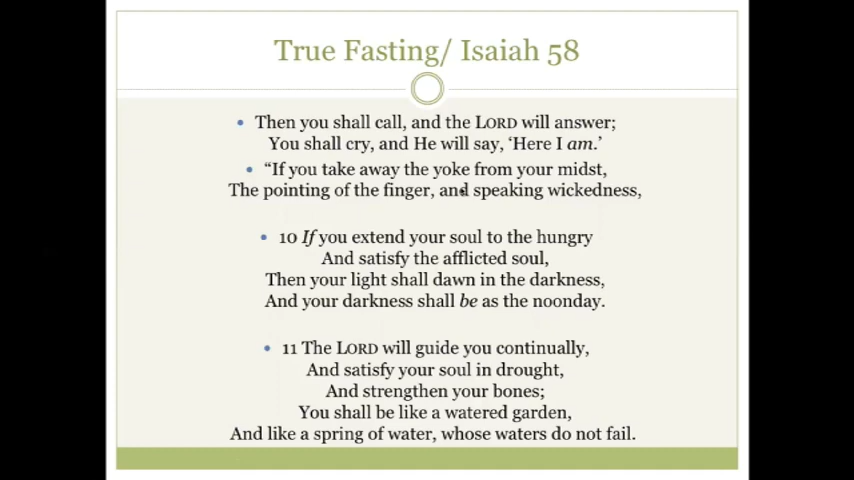 True Fasting/ Isaiah 58
• Then you shall call, and the LORD will answer;
You shall cry, and He will say, ‘Here I am.’
• “If you take away the yoke from your midst,
The pointing of the finger, and speaking wickedness,
• 10 If you extend your soul to the hungry
And satisfy the afflicted soul,
Then your light shall dawn in the darkness,
And your darkness shall be as the noonday.
• 11 The LORD will guide you continually,
And satisfy your soul in drought,
And strengthen your bones;
You shall be like a watered garden,
And like a spring of water, whose waters do not fail.